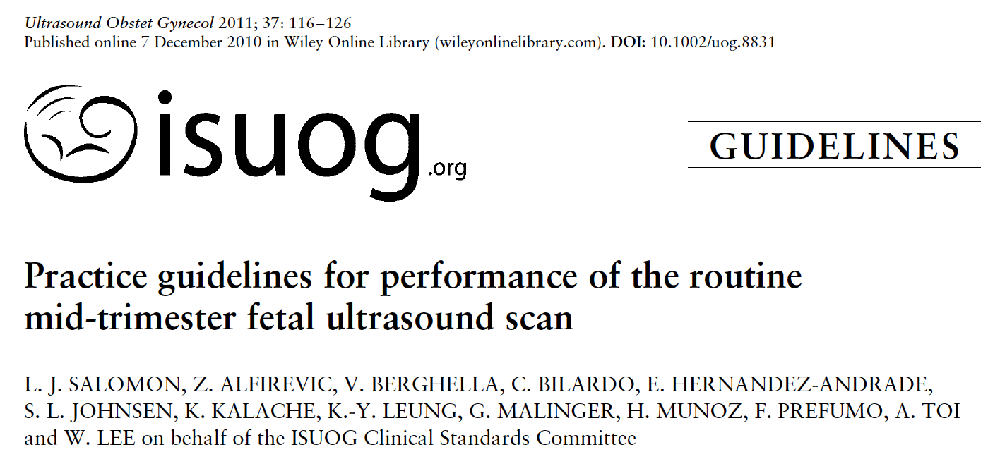 Ultrasound Obstet Gynecol 2011; 37: 116–126
Published online 7 December 2010 in Wiley Online Library (wileyonlinelibrary.com). DOI: 10.1002/uog.8831
isuog.org
GUIDELINES
Practice guidelines for performance of the routine
mid-trimester fetal ultrasound scan
L. J. SALOMON, Z. ALFIREVIC, V. BERGHELLA, C. BILARDO, E. HERNANDEZ-ANDRADE,
S. L. JOHNSEN, K. KALACHE, K.-Y. LEUNG, G. MALINGER, H. MUNOZ, F. PREFUMO, A. TOI
and W. LEE on behalf of the ISUOG Clinical Standards Committee